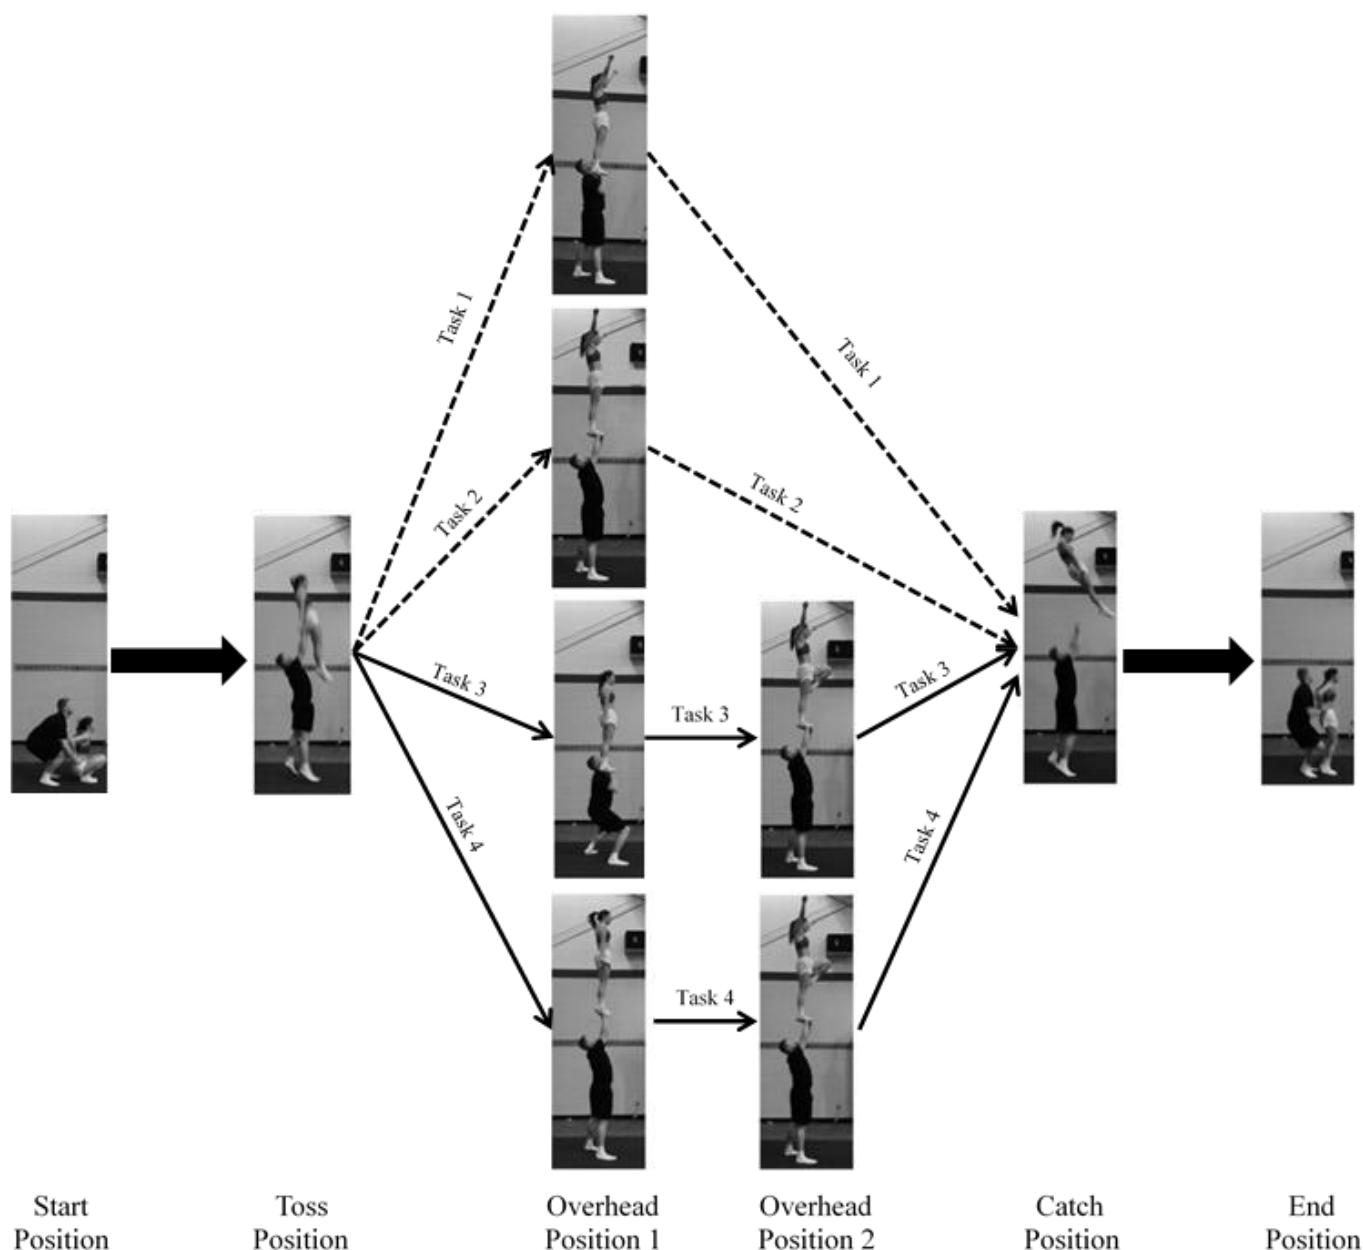 Task 1
Task 1
Task 2
Task 2
Task 3
Task 3
Task 3
Task 4
Task 4
Task 4
Start
Position
Toss
Position
Overhead
Position 1
Overhead
Position 2
Catch
Position
End
Position